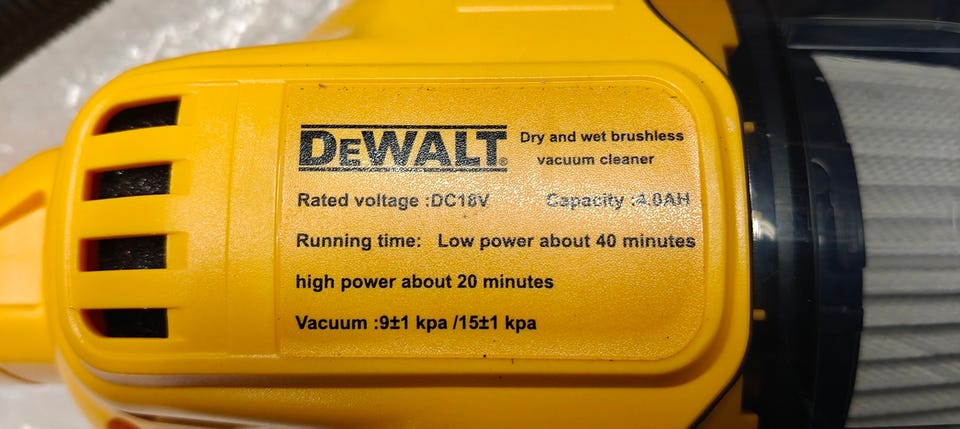 DEWALT® Dry and wet brushless
vacuum cleaner
Rated voltage :DC18V Capacity :4.0AH
Running time: Low power about 40 minutes
high power about 20 minutes
Vacuum :9±1 kpa /15±1 kpa